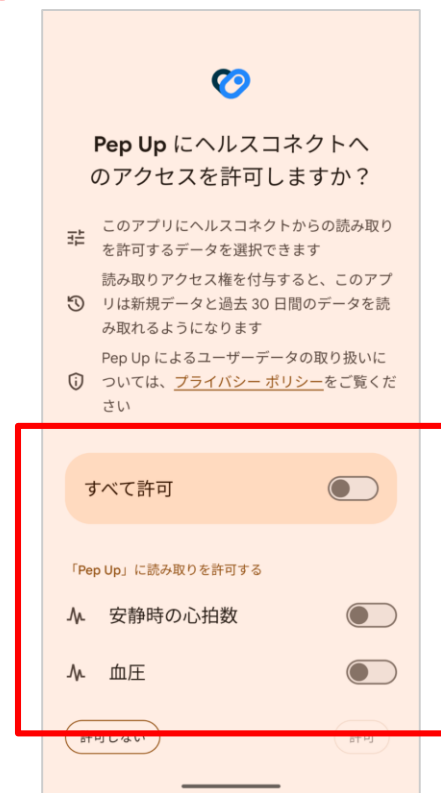 Pep Up にヘルスコネクトへ
のアクセスを許可しますか？
このアプリにヘルスコネクトからの読み取り
を許可するデータを選択できます
読み取りアクセス権を付与すると、このアプ
リは新規データと過去 30 日間のデータを読
み取れるようになります
Pep Up によるユーザーデータの取り扱いに
ついては、プライバシー ポリシーをご覧くだ
さい
すべて許可
「Pep Up」に読み取りを許可する
安静時の心拍数
血圧
許可しない
許可